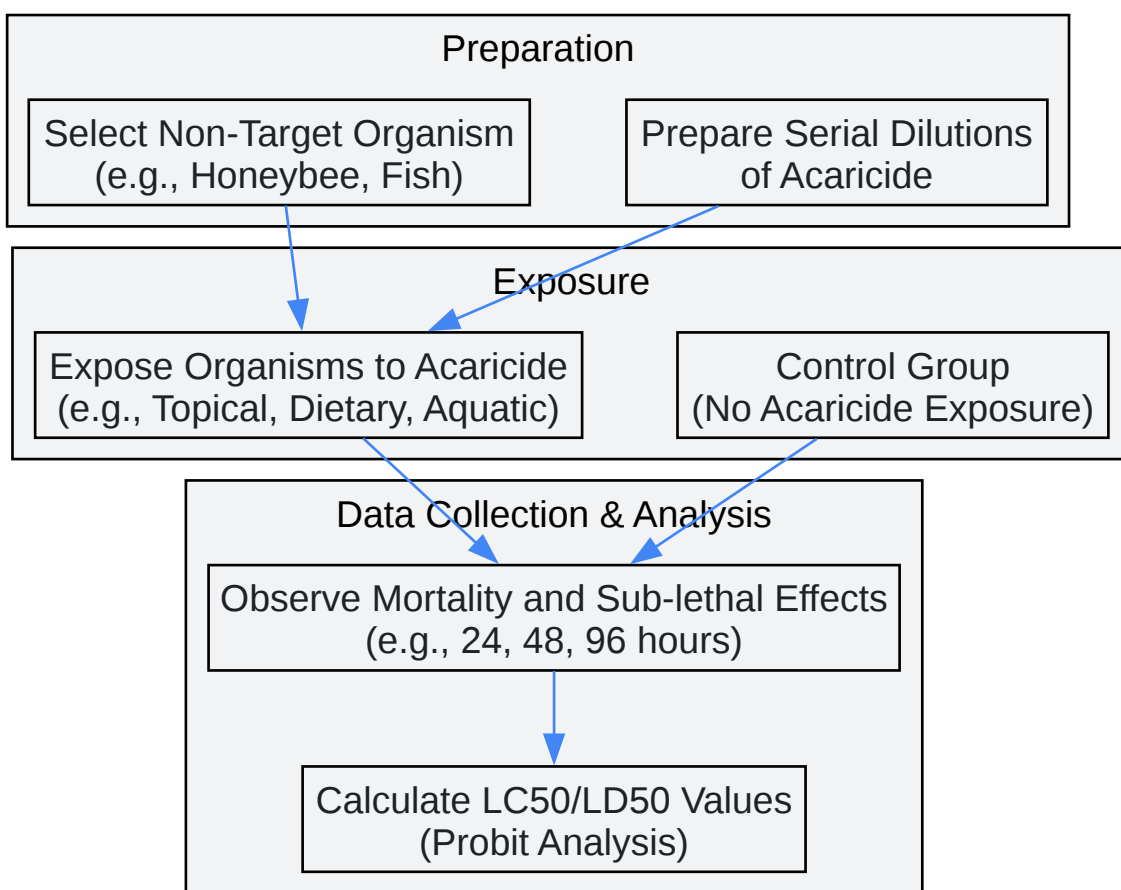 Preparation
Select Non-Target Organism
(e.g., Honeybee, Fish)
Prepare Serial Dilutions
of Acaricide
Exposure
Expose Organisms to Acaricide
(e.g., Topical, Dietary, Aquatic)
Control Group
(No Acaricide Exposure)
Data Collection & Analysis
Observe Mortality and Sub-lethal Effects
(e.g., 24, 48, 96 hours)
Calculate LC50/LD50 Values
(Probit Analysis)